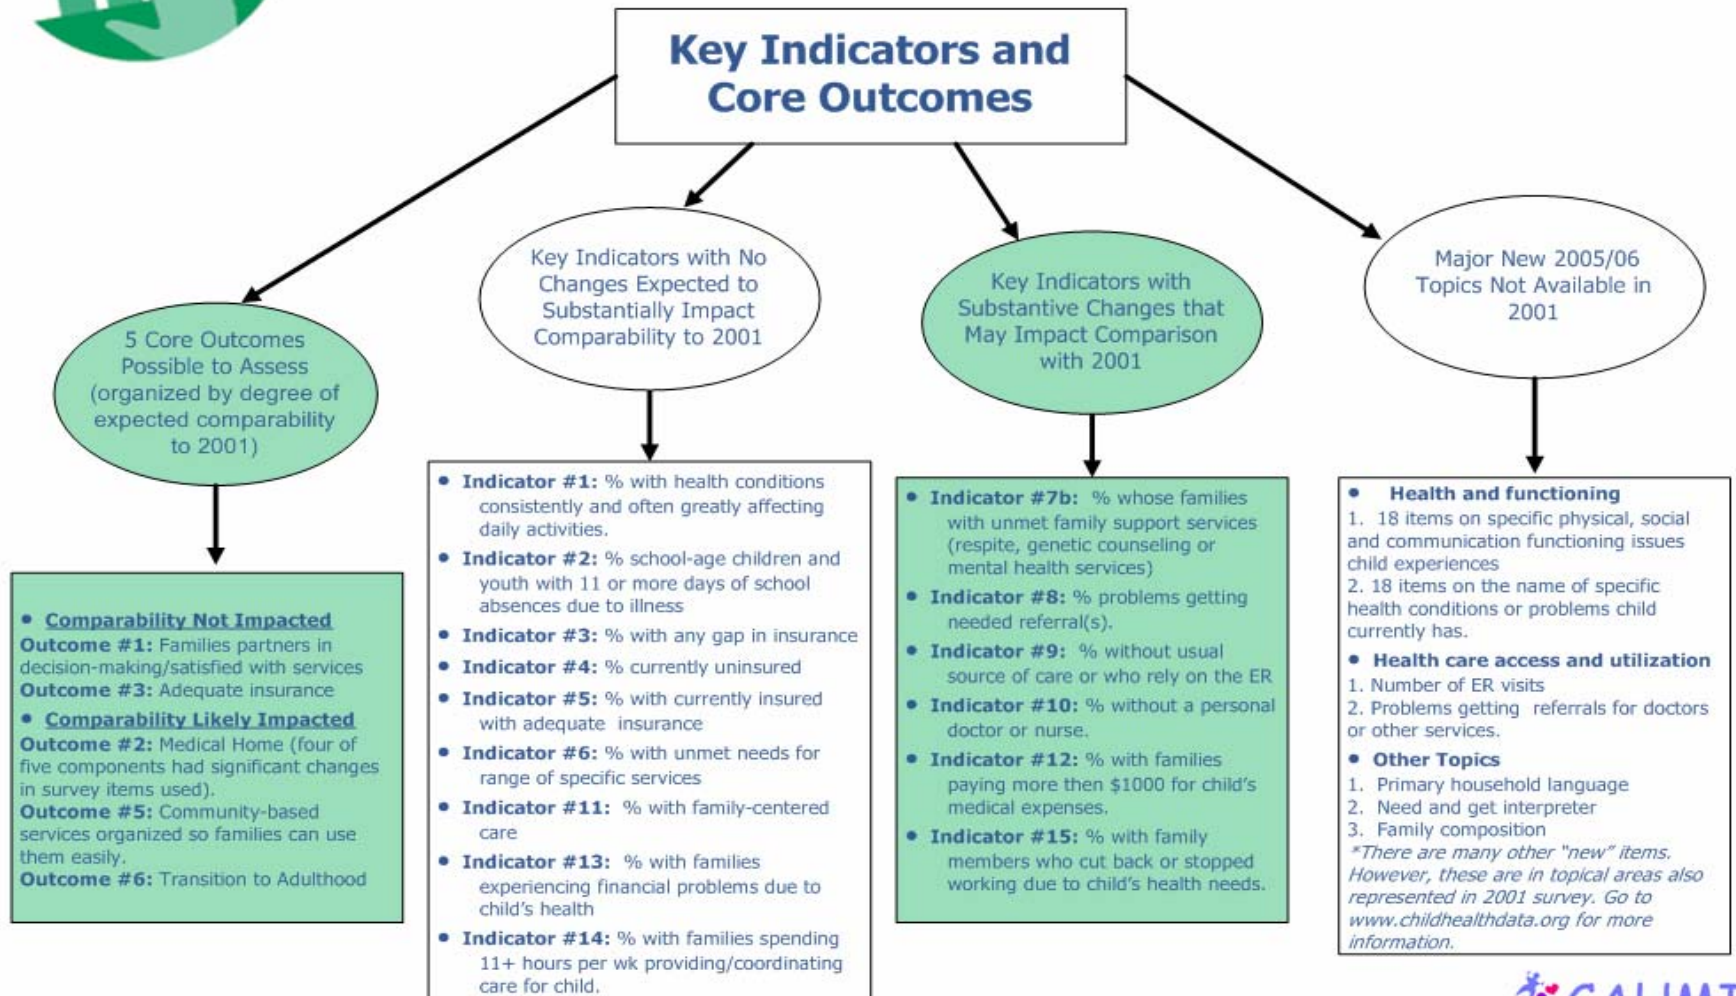 Key Indicators and
Core Outcomes
5 Core Outcomes
Possible to Assess
(organized by degree of
expected comparability
to 2001)
Key Indicators with No
Changes Expected to
Substantially Impact
Comparability to 2001
Key Indicators with
Substantive Changes that
May Impact Comparison
with 2001
Major New 2005/06
Topics Not Available in
2001
• Comparability Not Impacted
Outcome #1: Families partners in
decision-making/satisfied with services
Outcome #3: Adequate insurance
• Comparability Likely Impacted
Outcome #2: Medical Home (four of
five components had significant changes
in survey items used).
Outcome #5: Community-based
services organized so families can use
them easily.
Outcome #6: Transition to Adulthood
• Indicator #1: % with health conditions
consistently and often greatly affecting
daily activities.
• Indicator #2: % school-age children and
youth with 11 or more days of school
absences due to illness
• Indicator #3: % with any gap in insurance
• Indicator #4: % currently uninsured
• Indicator #5: % with currently insured
with adequate insurance
• Indicator #6: % with unmet needs for
range of specific services
• Indicator #11: % with family-centered
care
• Indicator #13: % with families
experiencing financial problems due to
child's health
• Indicator #14: % with families spending
11+ hours per wk providing/coordinating
care for child.
• Indicator #7b: % whose families
with unmet family support services
(respite, genetic counseling or
mental health services)
• Indicator #8: % problems getting
needed referral(s).
• Indicator #9: % without usual
source of care or who rely on the ER
• Indicator #10: % without a personal
doctor or nurse.
• Indicator #12: % with families
paying more then $1000 for child's
medical expenses.
• Indicator #15: % with family
members who cut back or stopped
working due to child's health needs.
• Health and functioning
1. 18 items on specific physical, social
and communication functioning issues
child experiences
2. 18 items on the name of specific
health conditions or problems child
currently has.
• Health care access and utilization
1. Number of ER visits
2. Problems getting referrals for doctors
or other services.
• Other Topics
1. Primary household language
2. Need and get interpreter
3. Family composition
*There are many other "new" items.
However, these are in topical areas also
represented in 2001 survey. Go to
www.childhealthdata.org for more
information.